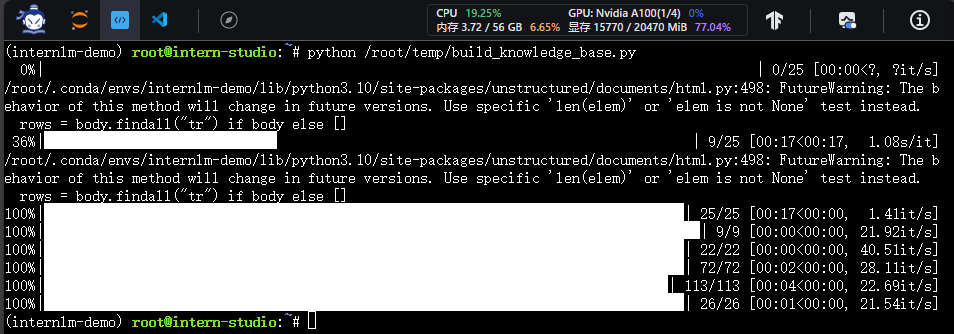 CPU 19.25% GPU: Nvidia A100(1/4) 0%
内存 3.72 / 56 GB 6.65% 显存 15770 / 20470 MiB 77.04%
(internlm-demo) root@intern-studio:~# python /root/temp/build_knowledge_base.py
0%| | 0/25 [00:00<?, ?it/s]
/root/.conda/envs/internlm-demo/lib/python3.10/site-packages/unstructured/documents/html.py:498: FutureWarning: The b
ehavior of this method will change in future versions. Use specific 'len(elem)' or 'elem is not None' test instead.
rows = body.findall("tr") if body else []
36%| | 9/25 [00:17<00:17, 1.08s/it]
/root/.conda/envs/internlm-demo/lib/python3.10/site-packages/unstructured/documents/html.py:498: FutureWarning: The b
ehavior of this method will change in future versions. Use specific 'len(elem)' or 'elem is not None' test instead.
rows = body.findall("tr") if body else []
100%| | 25/25 [00:17<00:00, 1.41it/s]
100%| | 9/9 [00:00<00:00, 21.92it/s]
100%| | 22/22 [00:00<00:00, 40.51it/s]
100%| | 72/72 [00:02<00:00, 28.11it/s]
100%| | 113/113 [00:04<00:00, 22.69it/s]
100%| | 26/26 [00:01<00:00, 21.54it/s]
(internlm-demo) root@intern-studio:~#